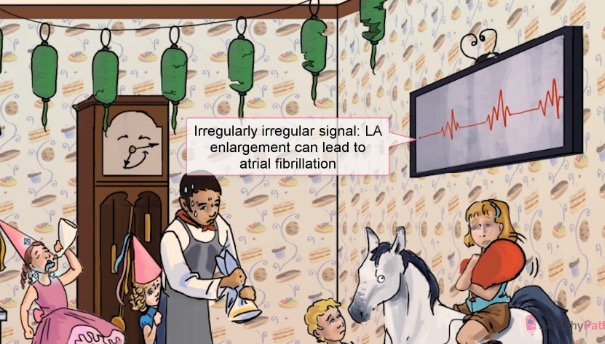 Irregularly irregular signal: LA
enlargement can lead to
atrial fibrillation